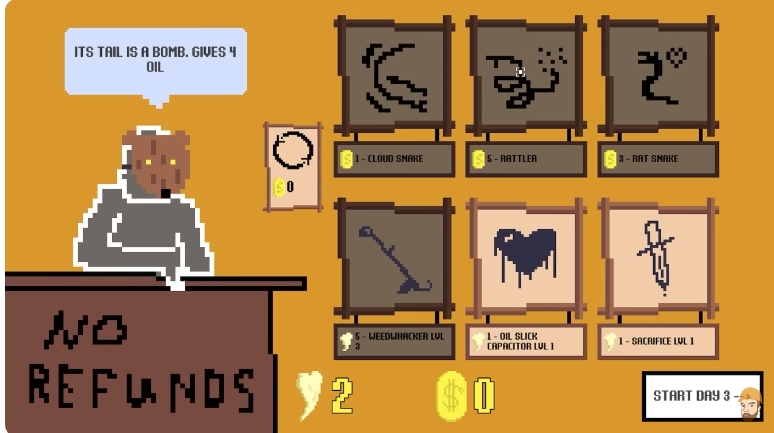 ITS TAIL IS A BOMB. GIVES 4
OIL
$ 0
$ 1 - CLOUD SNAKE
$ 5 - RATTLER
$ 3 - RAT SNAKE
5 - WEEDWHACKER LVL
3
1 - OIL SLICK
CAPACITOR LVL 1
1 - SACRIFICE LVL 1
NO
REFUNDS
2
$ 0
START DAY 3 -